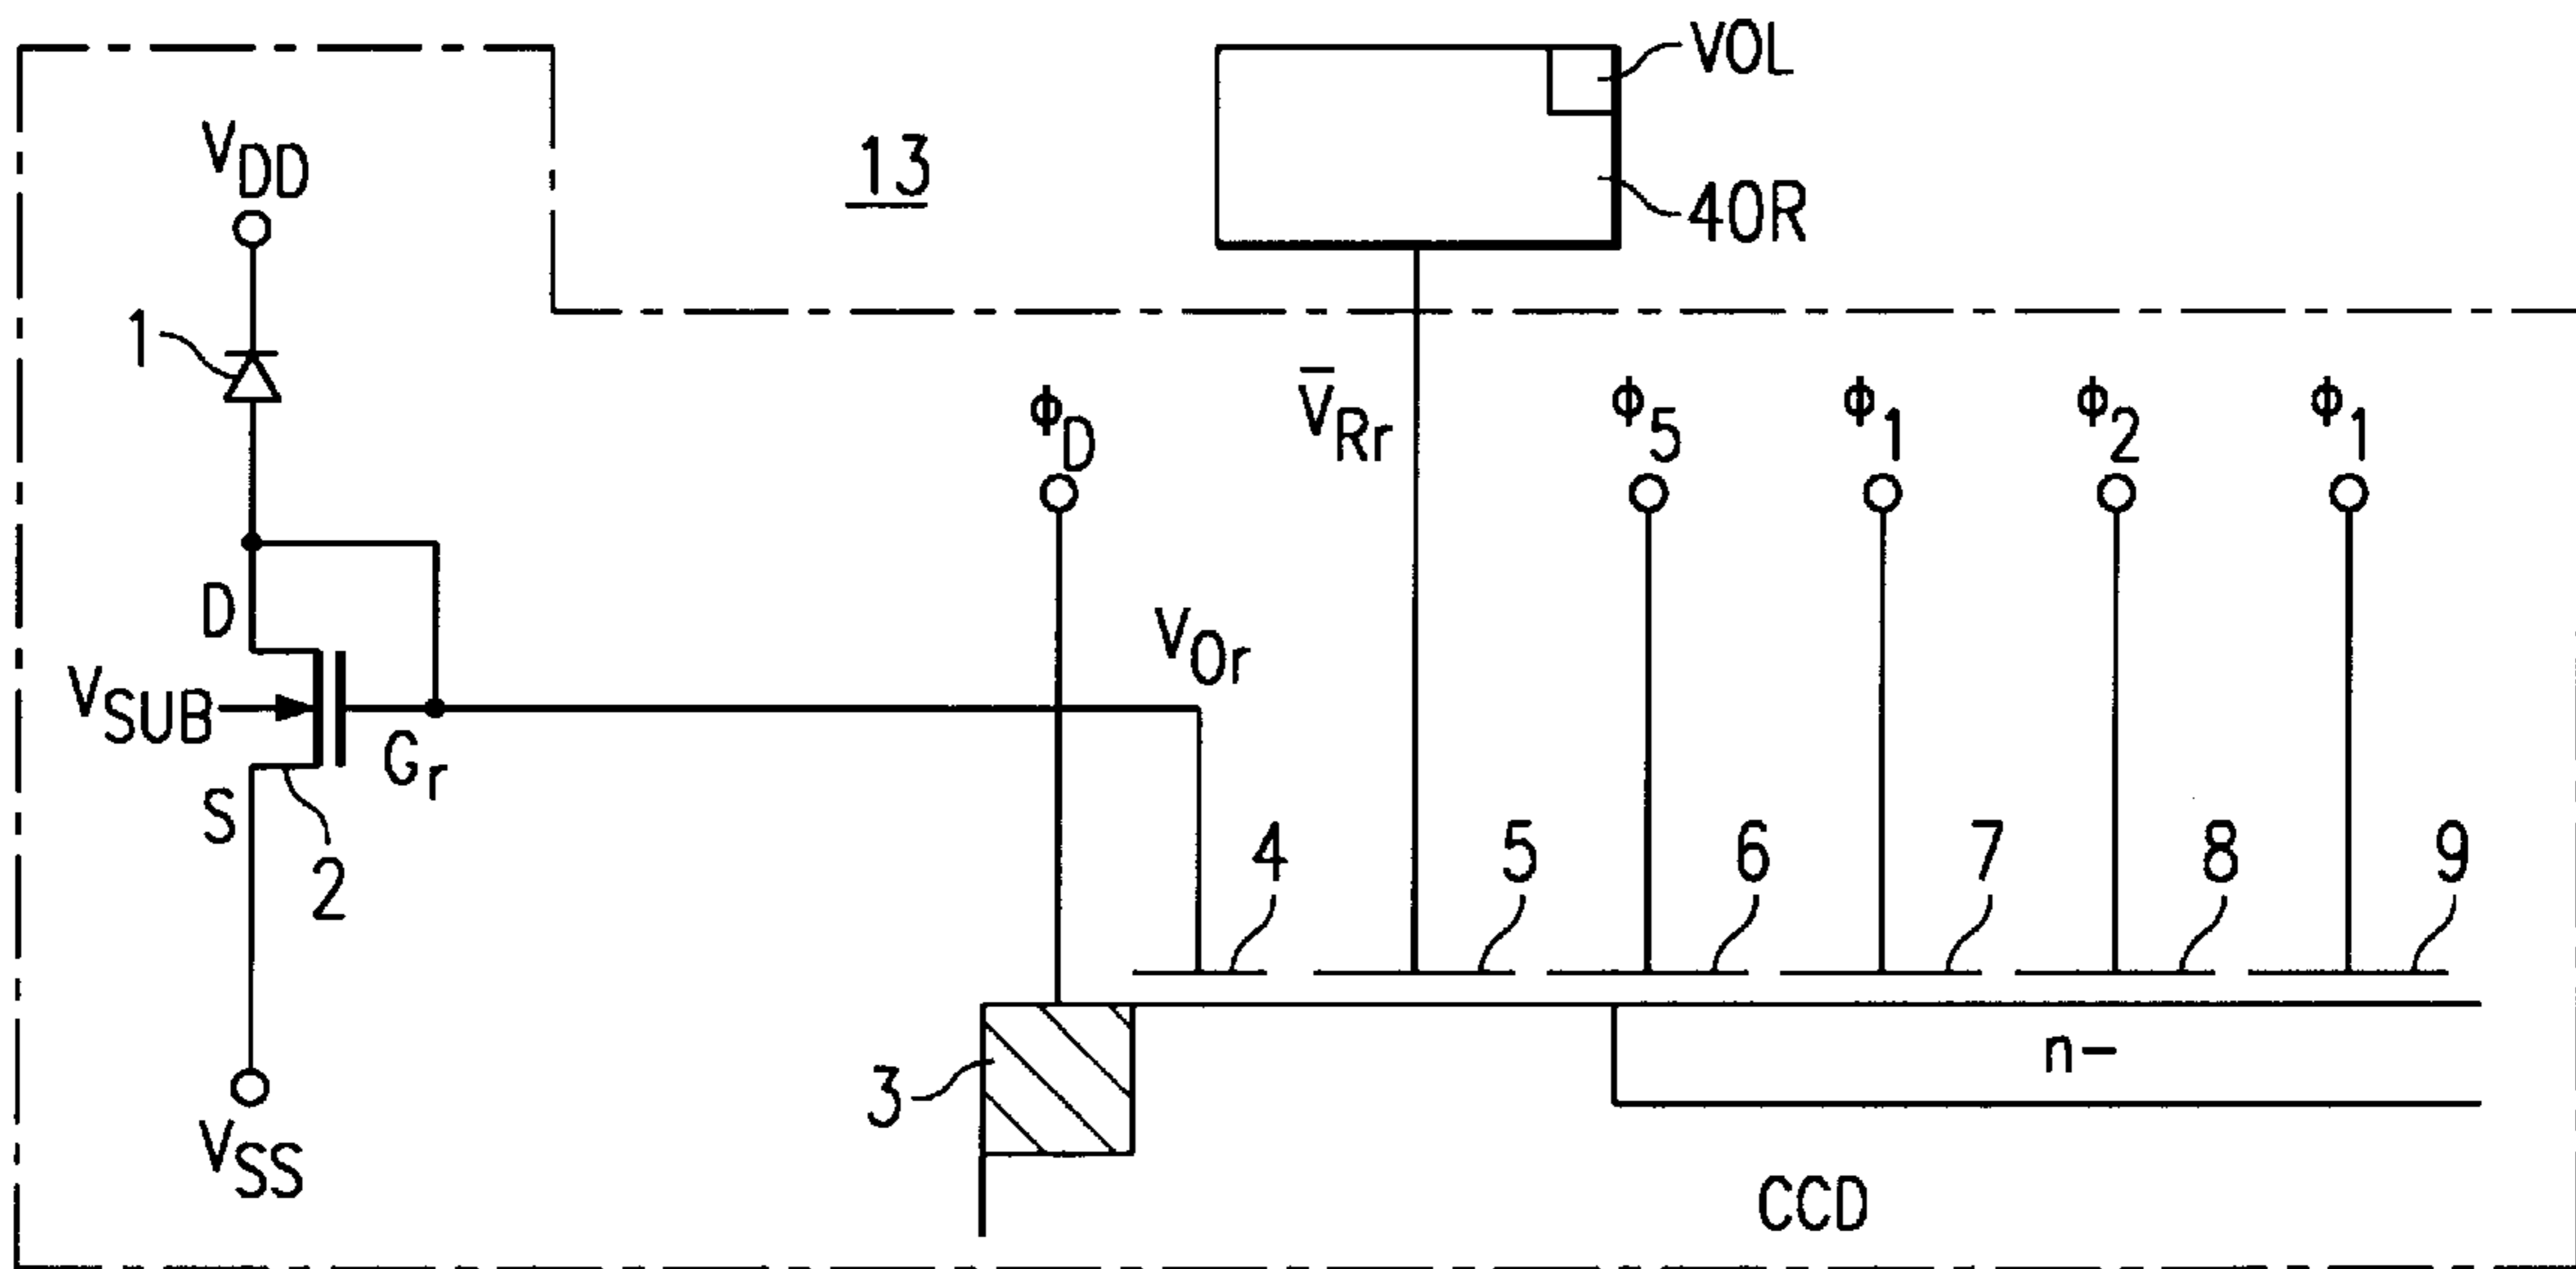 VOL
13
40R
V_DD
1
ϕ_D
V̄_Rr
ϕ_5
ϕ_1
ϕ_2
ϕ_1
D
V_Or
V_SUB
G_r
S
2
4
5
6
7
8
9
3
n-
V_SS
CCD